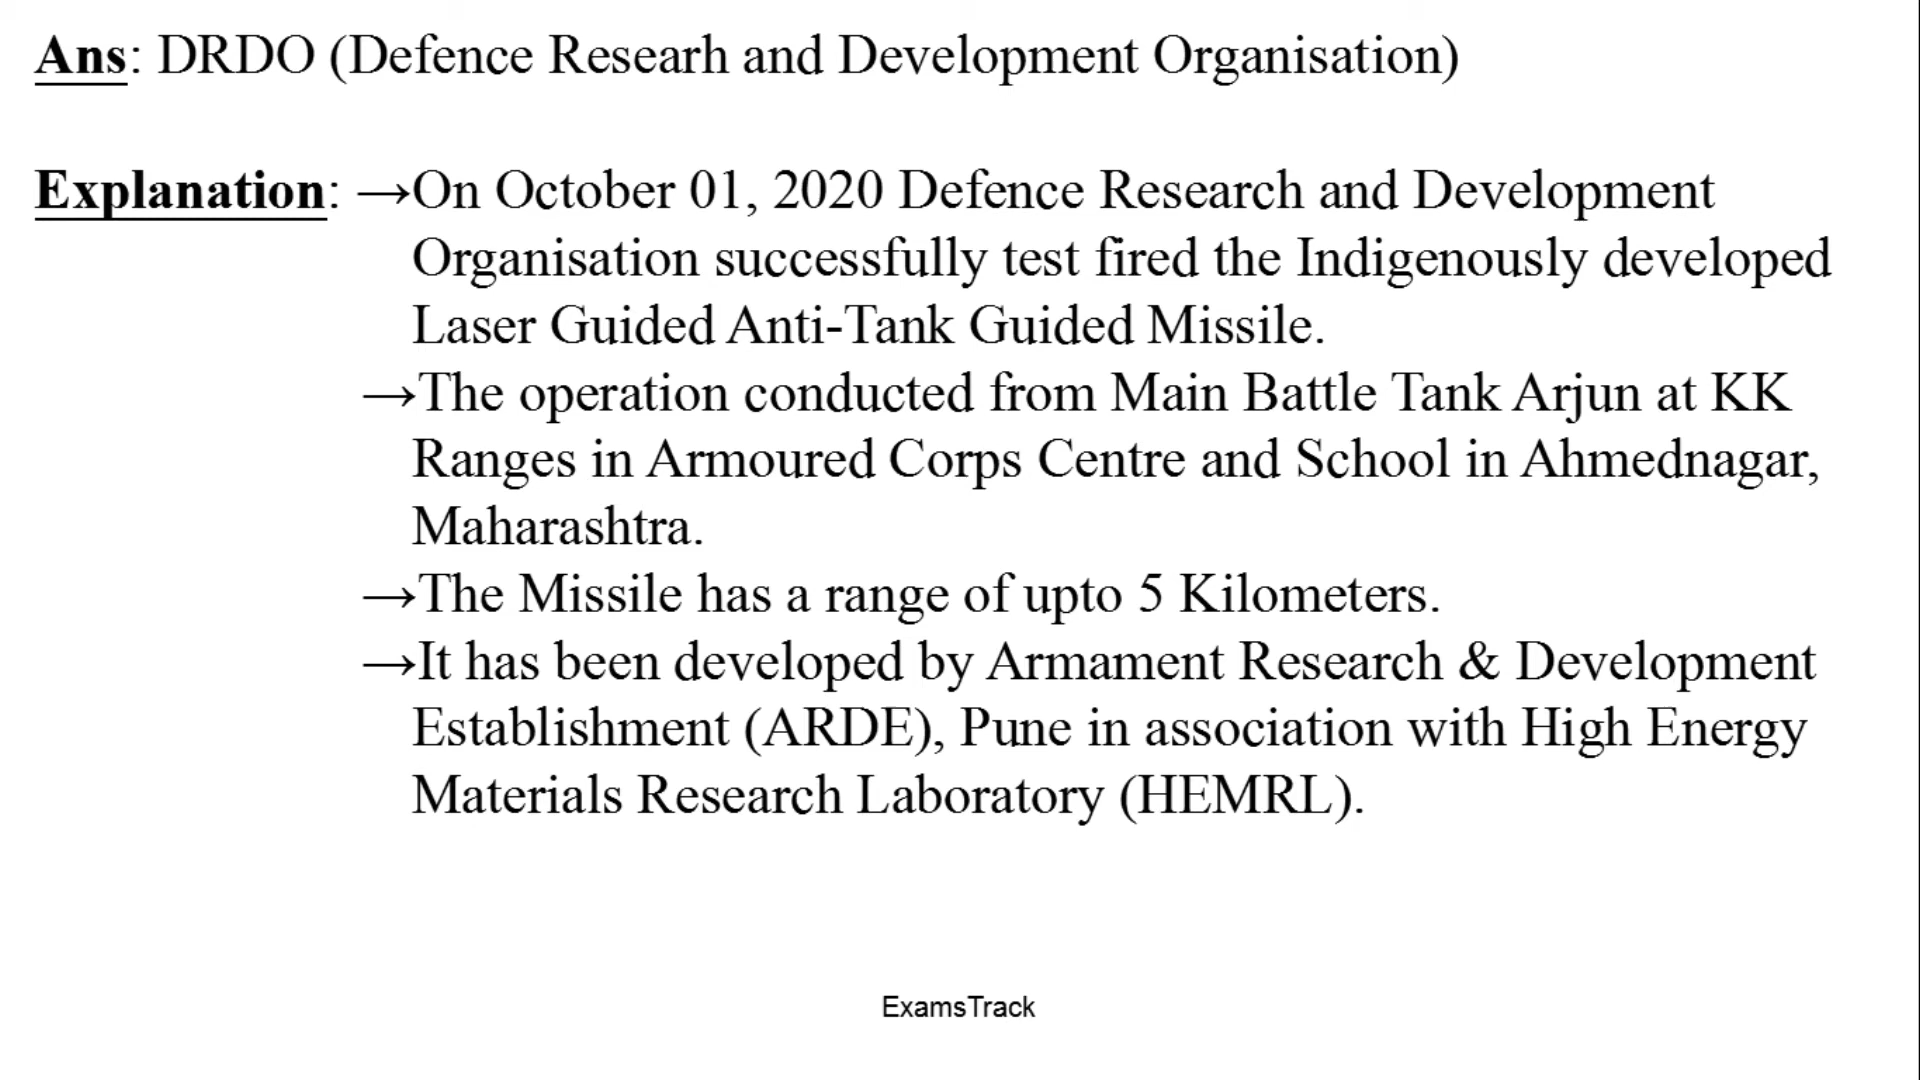 Ans: DRDO (Defence Researh and Development Organisation)
Explanation: →On October 01, 2020 Defence Research and Development
Organisation successfully test fired the Indigenously developed
Laser Guided Anti-Tank Guided Missile.
→The operation conducted from Main Battle Tank Arjun at KK
Ranges in Armoured Corps Centre and School in Ahmednagar,
Maharashtra.
→The Missile has a range of upto 5 Kilometers.
→It has been developed by Armament Research & Development
Establishment (ARDE), Pune in association with High Energy
Materials Research Laboratory (HEMRL).
ExamsTrack